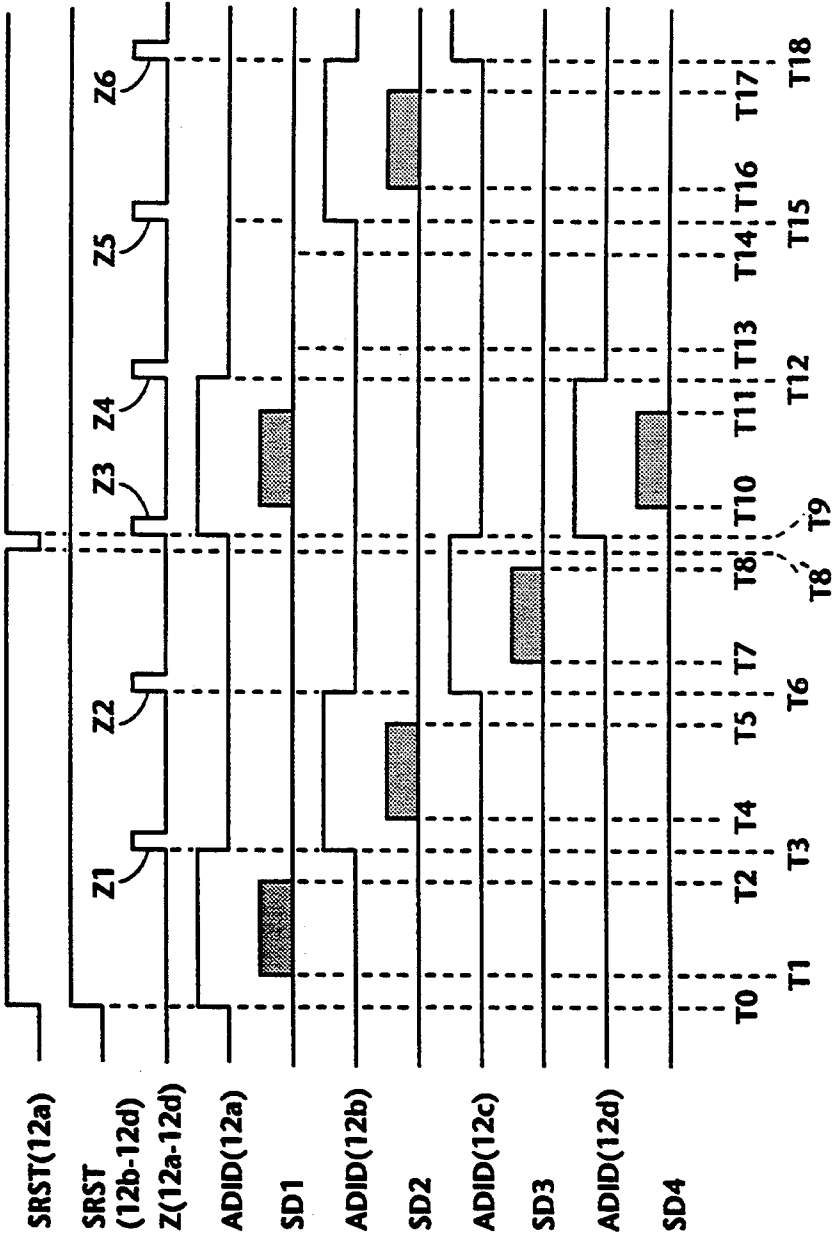 SRST(12a)
SRST
(12b-12d)
Z(12a-12d)
Z1
Z2
Z3
Z4
Z5
Z6
ADID(12a)
SD1
ADID(12b)
SD2
ADID(12c)
SD3
ADID(12d)
SD4
T0
T1
T2
T3
T4
T5
T6
T7
T8
T8
T9
T10
T11
T12
T13
T14
T15
T16
T17
T18